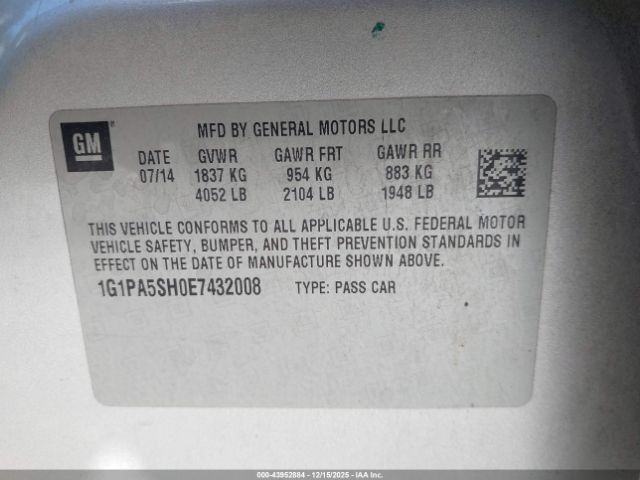 GM
MFD BY GENERAL MOTORS LLC
DATE GVWR GAWR FRT GAWR RR
07/14 1837 KG 954 KG 883 KG
4052 LB 2104 LB 1948 LB
THIS VEHICLE CONFORMS TO ALL APPLICABLE U.S. FEDERAL MOTOR
VEHICLE SAFETY, BUMPER, AND THEFT PREVENTION STANDARDS IN
EFFECT ON THE DATE OF MANUFACTURE SHOWN ABOVE.
1G1PA5SH0E7432008 TYPE: PASS CAR
000-43952884 | 12/15/2025 - IAAI.COM